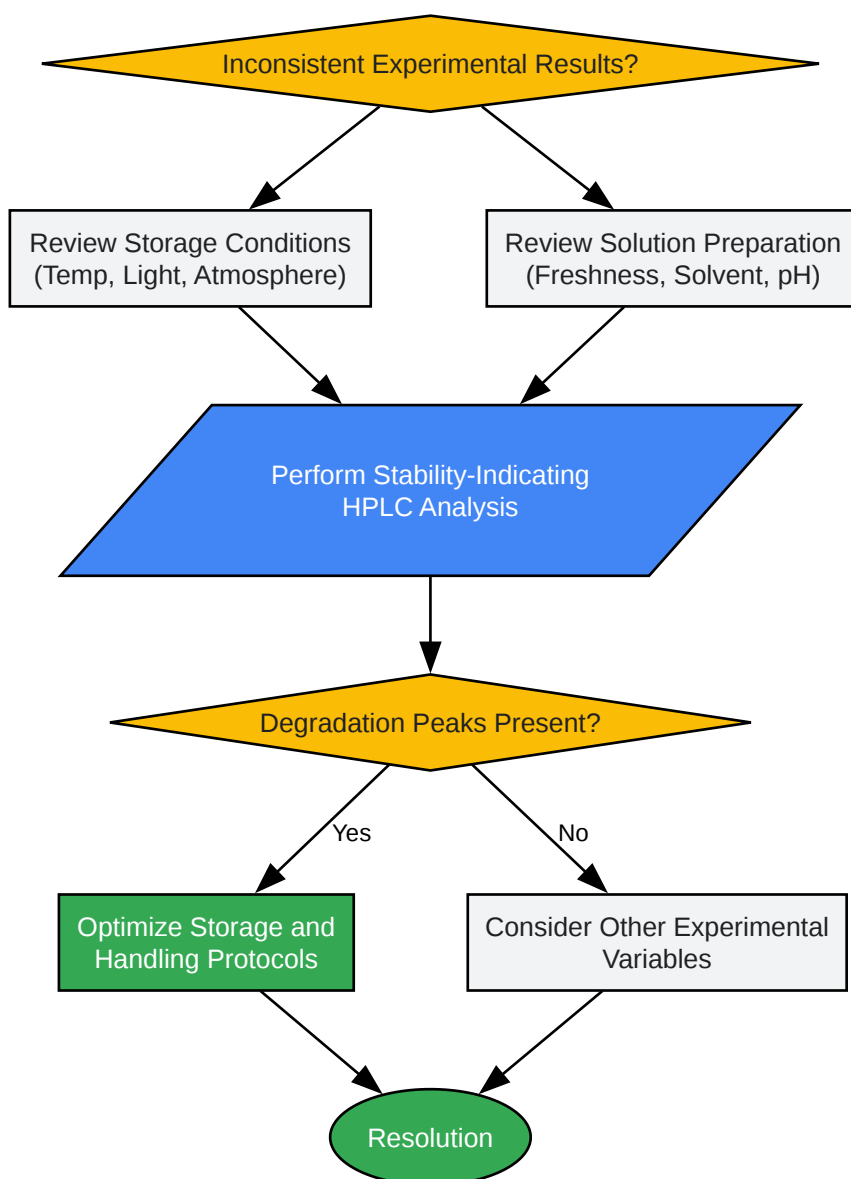 Inconsistent Experimental Results?
Review Storage Conditions
(Temp, Light, Atmosphere)
Review Solution Preparation
(Freshness, Solvent, pH)
Perform Stability-Indicating
HPLC Analysis
Degradation Peaks Present?
Yes
No
Optimize Storage and
Handling Protocols
Consider Other Experimental
Variables
Resolution